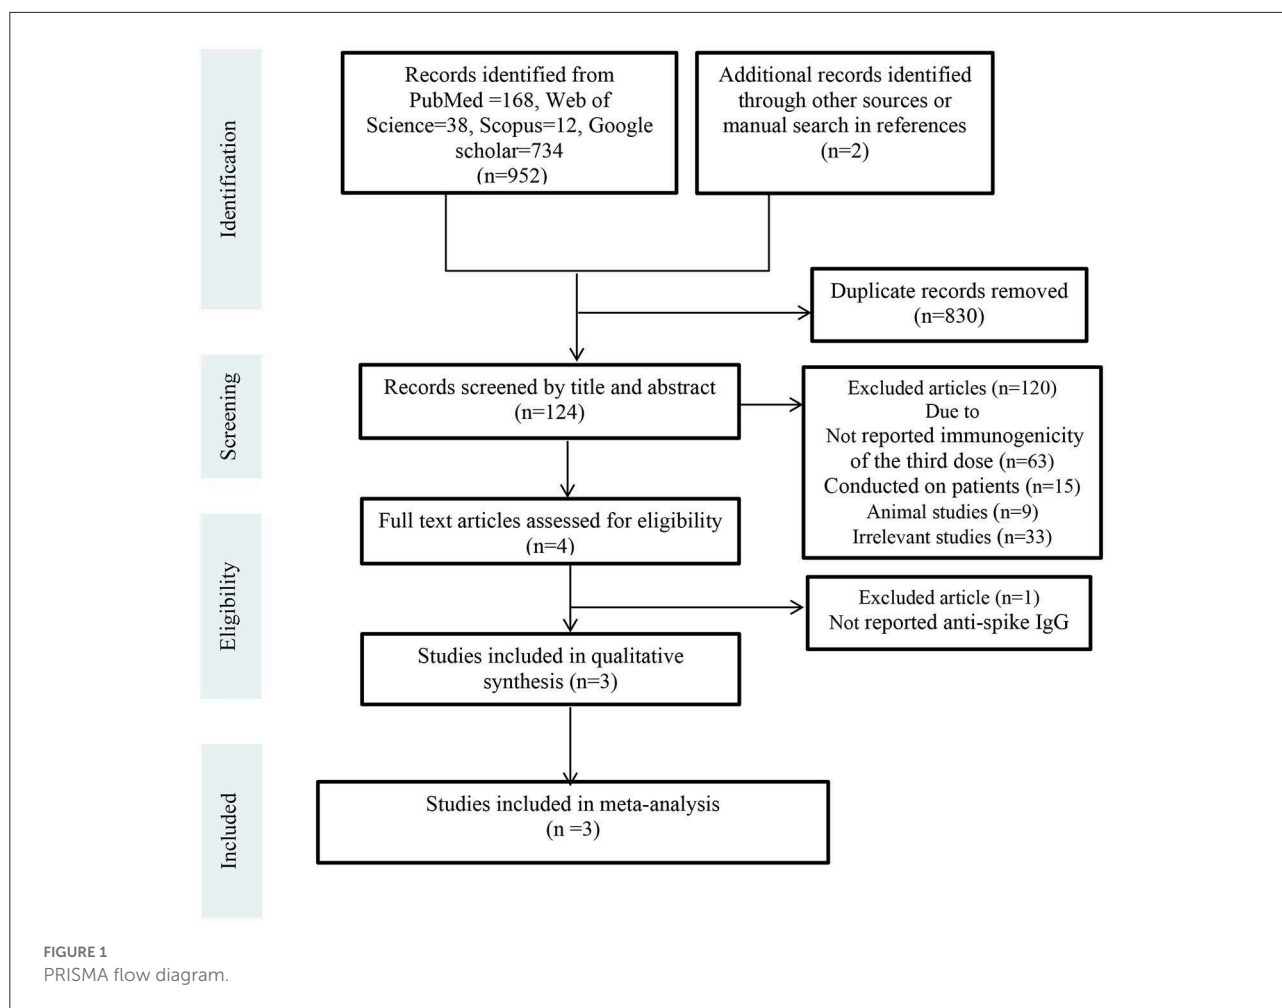 Identification
Records identified from
PubMed =168, Web of
Science=38, Scopus=12, Google
scholar=734
(n=952)
Additional records identified
through other sources or
manual search in references
(n=2)
Duplicate records removed
(n=830)
Screening
Records screened by title and abstract
(n=124)
Excluded articles (n=120)
Due to
Not reported immunogenicity
of the third dose (n=63)
Conducted on patients (n=15)
Animal studies (n=9)
Irrelevant studies (n=33)
Eligibility
Full text articles assessed for eligibility
(n=4)
Excluded article (n=1)
Not reported anti-spike IgG
Studies included in qualitative
synthesis (n=3)
Included
Studies included in meta-analysis
(n =3)
FIGURE 1
PRISMA flow diagram.